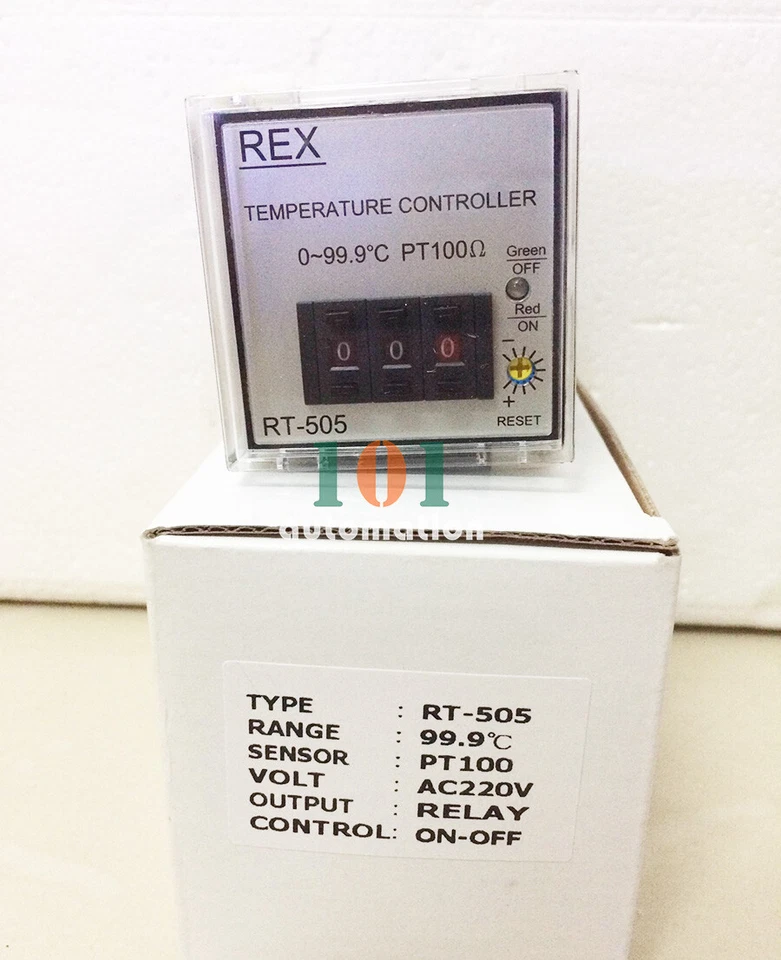 REX
TEMPERATURE CONTROLLER
0~99.9°C PT100Ω
Green
OFF
Red
ON
0 0 0
-
+
RT-505
RESET
101
automation
TYPE : RT-505
RANGE : 99.9°C
SENSOR : PT100
VOLT : AC220V
OUTPUT : RELAY
CONTROL: ON-OFF